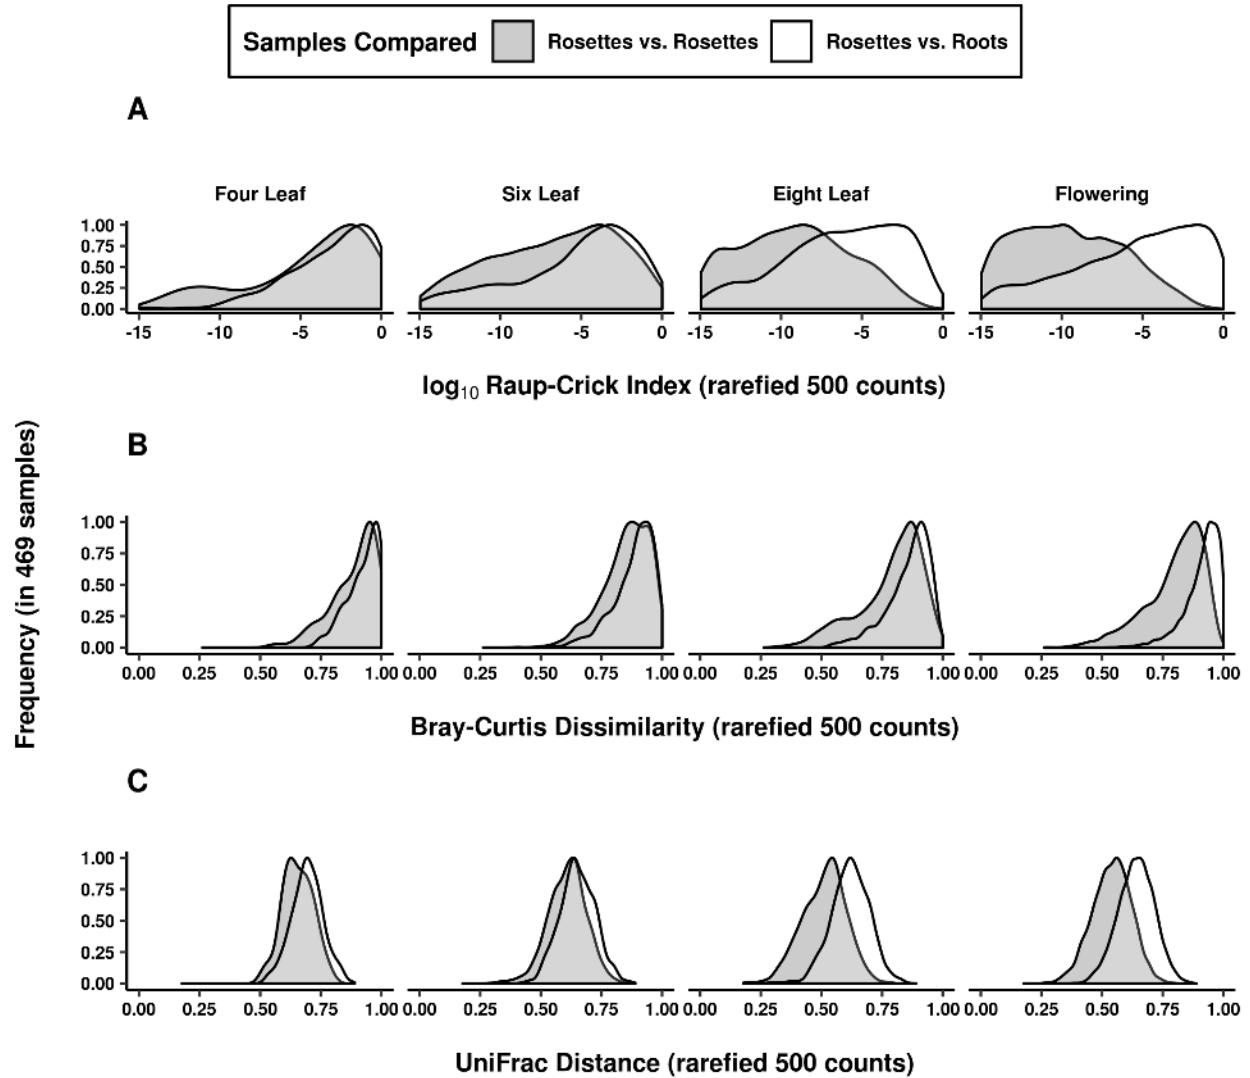 Samples Compared Rosettes vs. Rosettes Rosettes vs. Roots
A
Four Leaf Six Leaf Eight Leaf Flowering
1.00
0.75
0.50
0.25
0.00
-15 -10 -5 0 -15 -10 -5 0 -15 -10 -5 0 -15 -10 -5 0
log10 Raup-Crick Index (rarefied 500 counts)
Frequency (in 469 samples)
B
1.00
0.75
0.50
0.25
0.00
0.00 0.25 0.50 0.75 1.00 0.00 0.25 0.50 0.75 1.00 0.00 0.25 0.50 0.75 1.00 0.00 0.25 0.50 0.75 1.00
Bray-Curtis Dissimilarity (rarefied 500 counts)
C
1.00
0.75
0.50
0.25
0.00
0.00 0.25 0.50 0.75 1.00 0.00 0.25 0.50 0.75 1.00 0.00 0.25 0.50 0.75 1.00 0.00 0.25 0.50 0.75 1.00
UniFrac Distance (rarefied 500 counts)